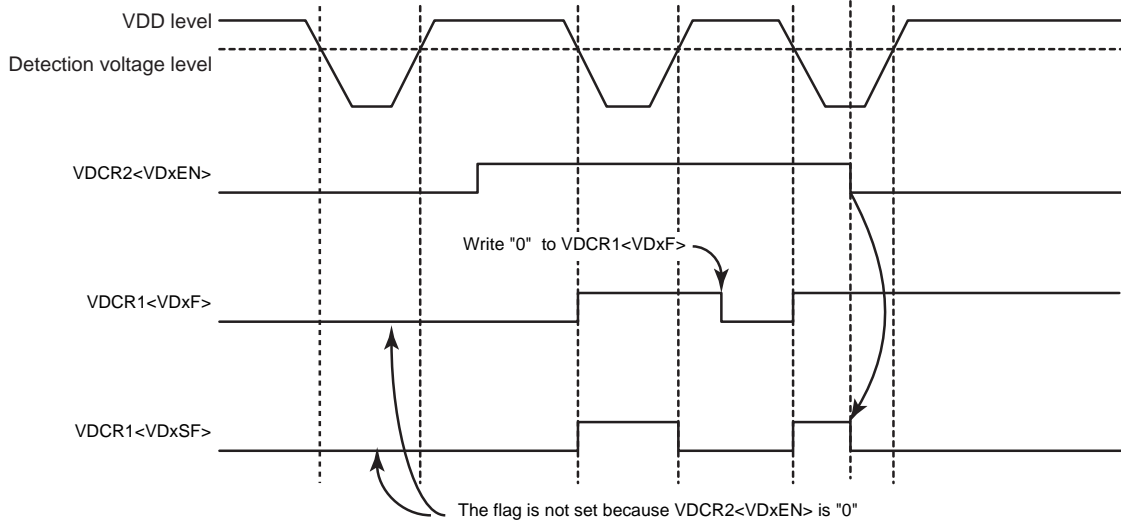 VDD level
Detection voltage level
VDCR2<VDxEN>
Write "0" to VDCR1<VDxF>
VDCR1<VDxF>
VDCR1<VDxSF>
The flag is not set because VDCR2<VDxEN> is "0"